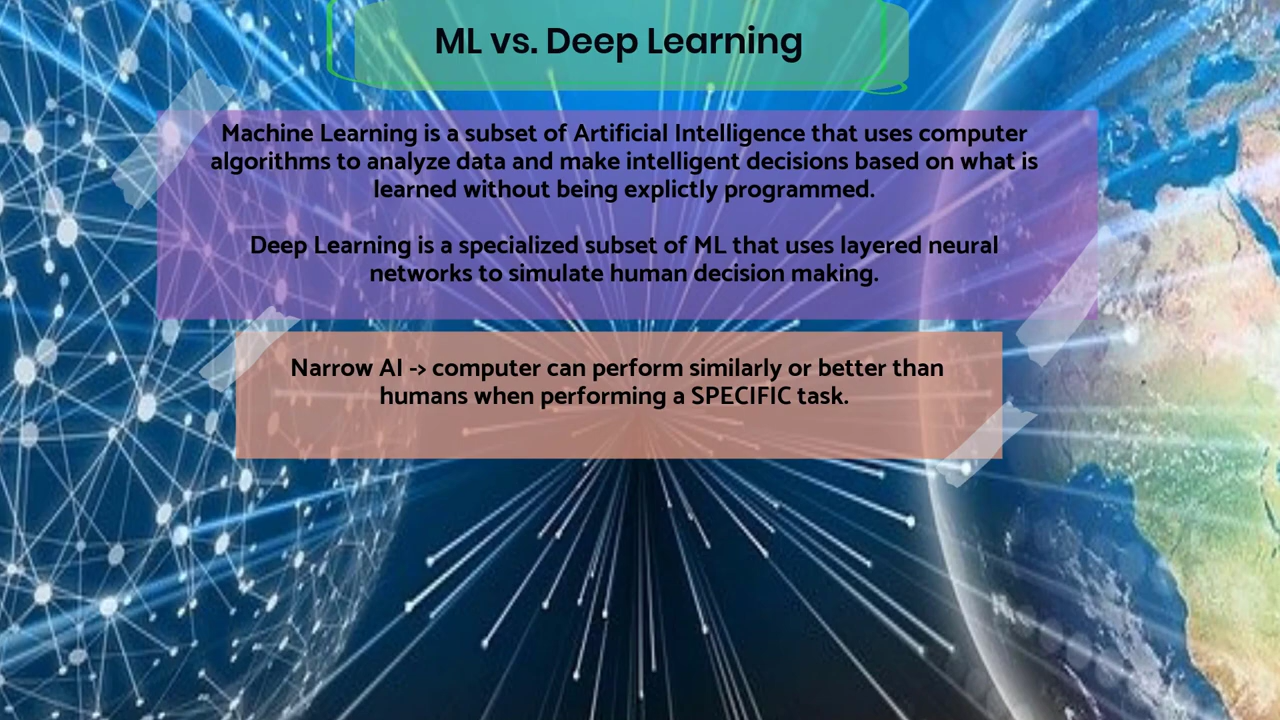 ML vs. Deep Learning
Machine Learning is a subset of Artificial Intelligence that uses computer
algorithms to analyze data and make intelligent decisions based on what is
learned without being explictly programmed.
Deep Learning is a specialized subset of ML that uses layered neural
networks to simulate human decision making.
Narrow AI -> computer can perform similarly or better than
humans when performing a SPECIFIC task.